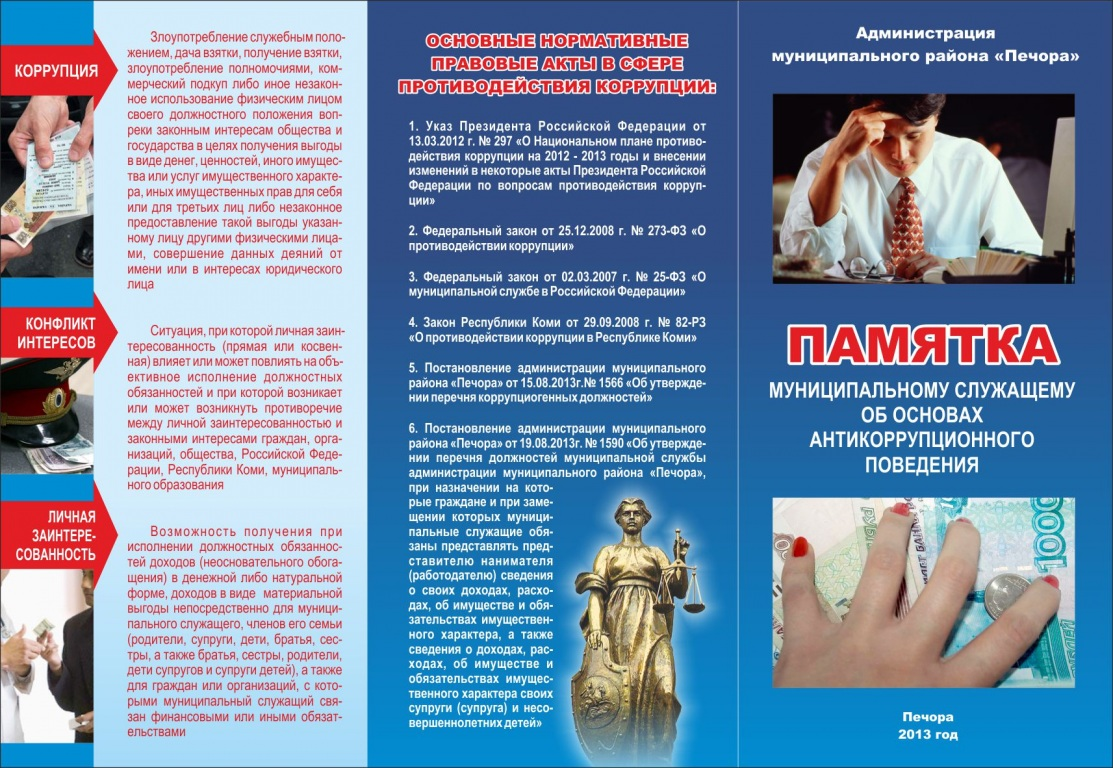 КОРРУПЦИЯ
Злоупотребление служебным поло-
жением, дача взятки, получение взятки,
злоупотребление полномочиями, ком-
мерческий подкуп либо иное незакон-
ное использование физическим лицом
своего должностного положения воп-
реки законным интересам общества и
государства в целях получения выгоды
в виде денег, ценностей, иного имущес-
тва или услуг имущественного характе-
ра, иных имущественных прав для себя
или для третьих лиц либо незаконное
предоставление такой выгоды указан-
ному лицу другими физическими лица-
ми, совершение данных деяний от
имени или в интересах юридического
лица
КОНФЛИКТ
ИНТЕРЕСОВ
Ситуация, при которой личная заин-
тересованность (прямая или косвен-
ная) влияет или может повлиять на объ-
ективное исполнение должностных
обязанностей и при которой возникает
или может возникнуть противоречие
между личной заинтересованностью и
законными интересами граждан, орга-
низаций, общества, Российской Феде-
рации, Республики Коми, муниципаль-
ного образования
ЛИЧНАЯ
ЗАИНТЕРЕ-
СОВАННОСТЬ
Возможность получения при
исполнении должностных обязаннос-
тей доходов (неосновательного обога-
щения) в денежной либо натуральной
форме, доходов в виде материальной
выгоды непосредственно для муници-
пального служащего, членов его семьи
(родители, супруги, дети, братья, сес-
тры, а также братья, сестры, родители,
дети супругов и супруги детей), а также
для граждан или организаций, с кото-
рыми муниципальный служащий свя-
зан финансовыми или иными обязат-
ельствами
ОСНОВНЫЕ НОРМАТИВНЫЕ
ПРАВОВЫЕ АКТЫ В СФЕРЕ
ПРОТИВОДЕЙСТВИЯ КОРРУПЦИИ:
1. Указ Президента Российской Федерации от
13.03.2012 г. № 297 «О Национальном плане противо-
действия коррупции на 2012 - 2013 годы и внесении
изменений в некоторые акты Президента Российской
Федерации по вопросам противодействия корруп-
ции»
2. Федеральный закон от 25.12.2008 г. № 273-ФЗ «О
противодействии коррупции»
3. Федеральный закон от 02.03.2007 г. № 25-ФЗ «О
муниципальной службе в Российской Федерации»
4. Закон Республики Коми от 29.09.2008 г. № 82-РЗ
«О противодействии коррупции в Республике Коми»
5. Постановление администрации муниципального
района «Печора» от 15.08.2013г.№ 1566 «Об утвержде-
нии перечня коррупциогенных должностей»
6. Постановление администрации муниципального
района «Печора» от 19.08.2013г. № 1590 «Об утвержде-
нии перечня должностей муниципальной службы
администрации муниципального района «Печора»,
при назначении на кото-
рые граждане и при заме-
щении которых муници-
пальные служащие обя-
заны представлять пред-
ставителю нанимателя
(работодателю) сведения
о своих доходах, расхо-
дах, об имуществе и обя-
зательствах имуществен-
ного характера, а также
сведения о доходах, рас-
ходах, об имуществе и
обязательствах имущес-
твенного характера своих
супруги (супруга) и несо-
вершеннолетних детей»
Администрация
муниципального района «Печора»
ПАМЯТКА
МУНИЦИПАЛЬНОМУ СЛУЖАЩЕМУ
ОБ ОСНОВАХ
АНТИКОРРУПЦИОННОГО
ПОВЕДЕНИЯ
1000
Печора
2013 год